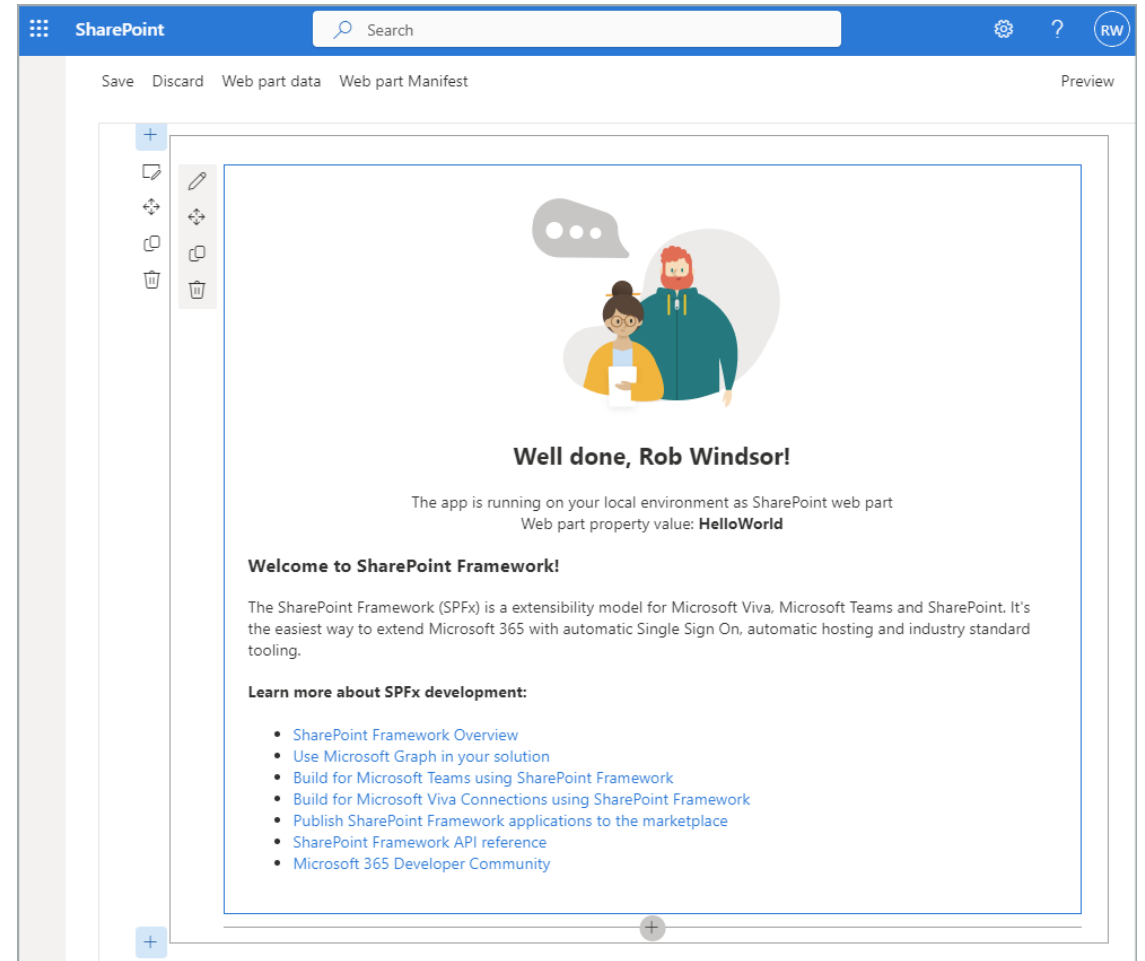 SharePoint
Search
?
RW
Save Discard Web part data Web part Manifest
Preview
Well done, Rob Windsor!
The app is running on your local environment as SharePoint web part
Web part property value: HelloWorld
Welcome to SharePoint Framework!
The SharePoint Framework (SPFx) is a extensibility model for Microsoft Viva, Microsoft Teams and SharePoint. It's
the easiest way to extend Microsoft 365 with automatic Single Sign On, automatic hosting and industry standard
tooling.
Learn more about SPFx development:
• SharePoint Framework Overview
• Use Microsoft Graph in your solution
• Build for Microsoft Teams using SharePoint Framework
• Build for Microsoft Viva Connections using SharePoint Framework
• Publish SharePoint Framework applications to the marketplace
• SharePoint Framework API reference
• Microsoft 365 Developer Community